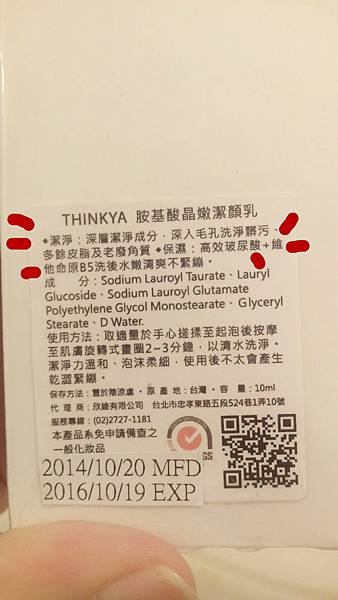 THINKYA 胺基酸晶嫩潔顏乳
◆潔淨：深層潔淨成分，深入毛孔洗淨髒污、
多餘皮脂及老廢角質 ◆保濕：高效玻尿酸+維
他命原B5洗後水嫩清爽不緊繃。
成 分：Sodium Lauroyl Taurate、Lauryl
Glucoside、Sodium Lauroyl Glutamate
Polyethylene Glycol Monostearate、Glyceryl
Stearate、D Water.
使用方法：取適量於手心搓揉至起泡後按摩
至肌膚旋轉式畫圈2~3分鐘，以清水洗淨。
潔淨力溫和、泡沫柔細，使用後不太會產生
乾澀緊繃。
保存方法：置於陰涼處・原 產 地：台灣・容 量：10ml
代 理 商：欣維有限公司 台北市忠孝東路五段524巷1弄10號
服務專線：(02)2727-1181
本產品系免申請備查之
一般化妝品
SGS
2014/10/20 MFD
2016/10/19 EXP